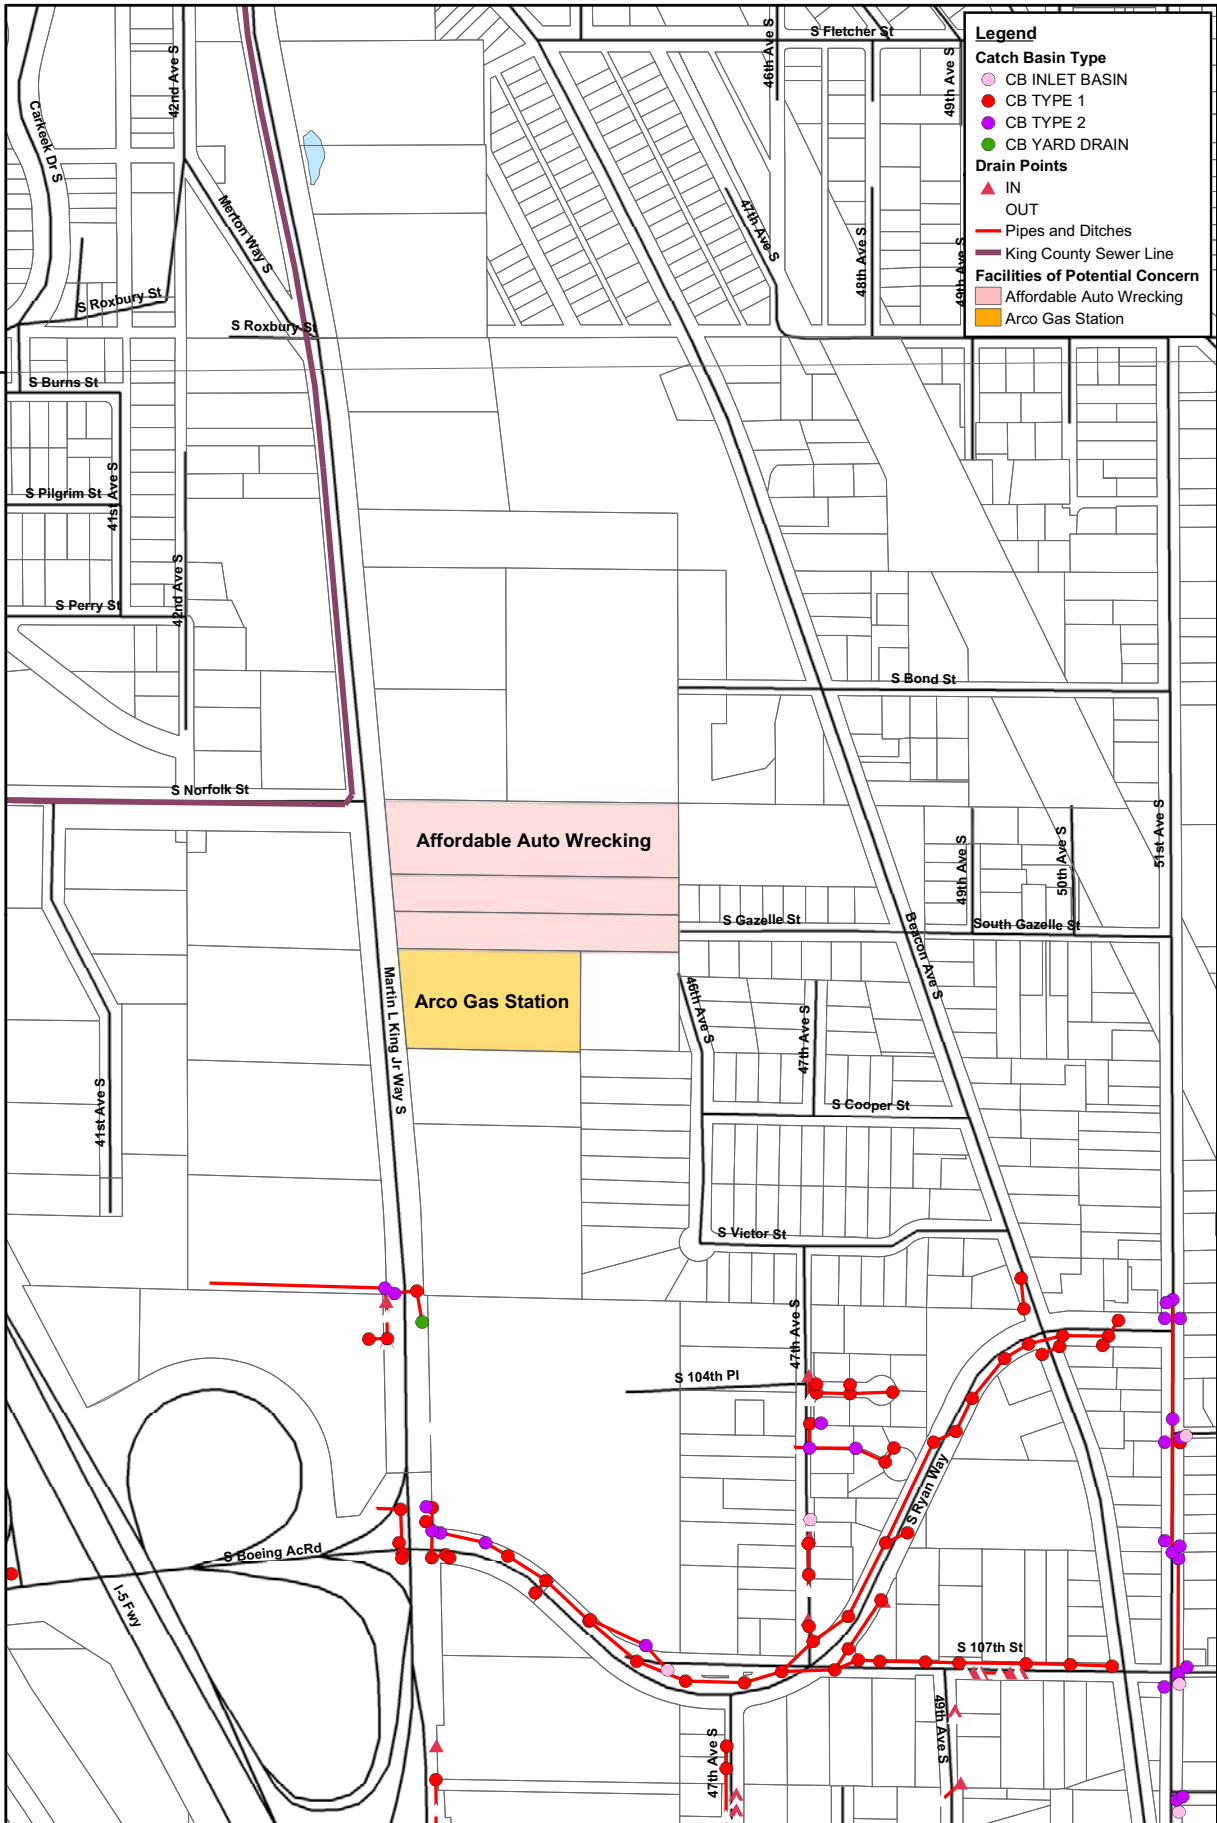 S Fletcher St
46th Ave S
49th Ave S
42nd Ave S
Carkeek Dr S
Legend
Catch Basin Type
CB INLET BASIN
CB TYPE 1
CB TYPE 2
CB YARD DRAIN
Drain Points
IN
OUT
Pipes and Ditches
King County Sewer Line
Facilities of Potential Concern
Affordable Auto Wrecking
Arco Gas Station
Merton Way S
47th Ave S
48th Ave S
49th Ave S
S Roxbury St
S Roxbury St
S Burns St
S Pilgrim St
41st Ave S
42nd Ave S
S Perry St
S Bond St
S Norfolk St
Affordable Auto Wrecking
49th Ave S
50th Ave S
51st Ave S
S Gazelle St
South Gazelle St
Beacon Ave S
Martin L King Jr Way S
Arco Gas Station
46th Ave S
47th Ave S
41st Ave S
S Cooper St
S Victor St
47th Ave S
S 104th Pl
S Ryan Way
S Boeing AcRd
I-5 Fwy
S 107th St
49th Ave S
47th Ave S